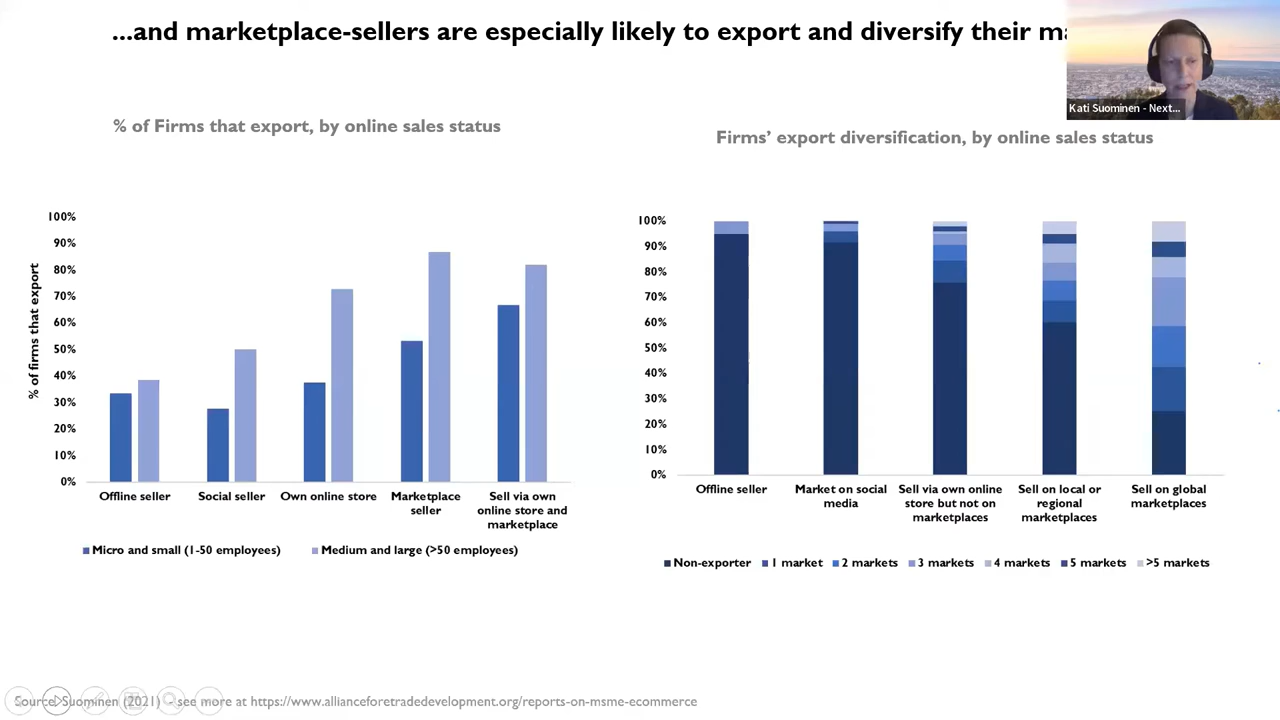 ...and marketplace-sellers are especially likely to export and diversify their
Kati Suominen - Next...
% of Firms that export, by online sales status
Firms' export diversification, by online sales status
% of firms that export
100%
90%
80%
70%
60%
50%
40%
30%
20%
10%
0%
Offline seller
Social seller
Own online store
Marketplace
seller
Sell via own
online store and
marketplace
Micro and small (1-50 employees)
Medium and large (>50 employees)
100%
90%
80%
70%
60%
50%
40%
30%
20%
10%
0%
Offline seller
Market on social
media
Sell via own online
store but not on
marketplaces
Sell on local or
regional
marketplaces
Sell on global
marketplaces
Non-exporter
1 market
2 markets
3 markets
4 markets
5 markets
>5 markets
Source: Suominen (2021) - see more at https://www.allianceforetradedevelopment.org/reports-on-msme-ecommerce